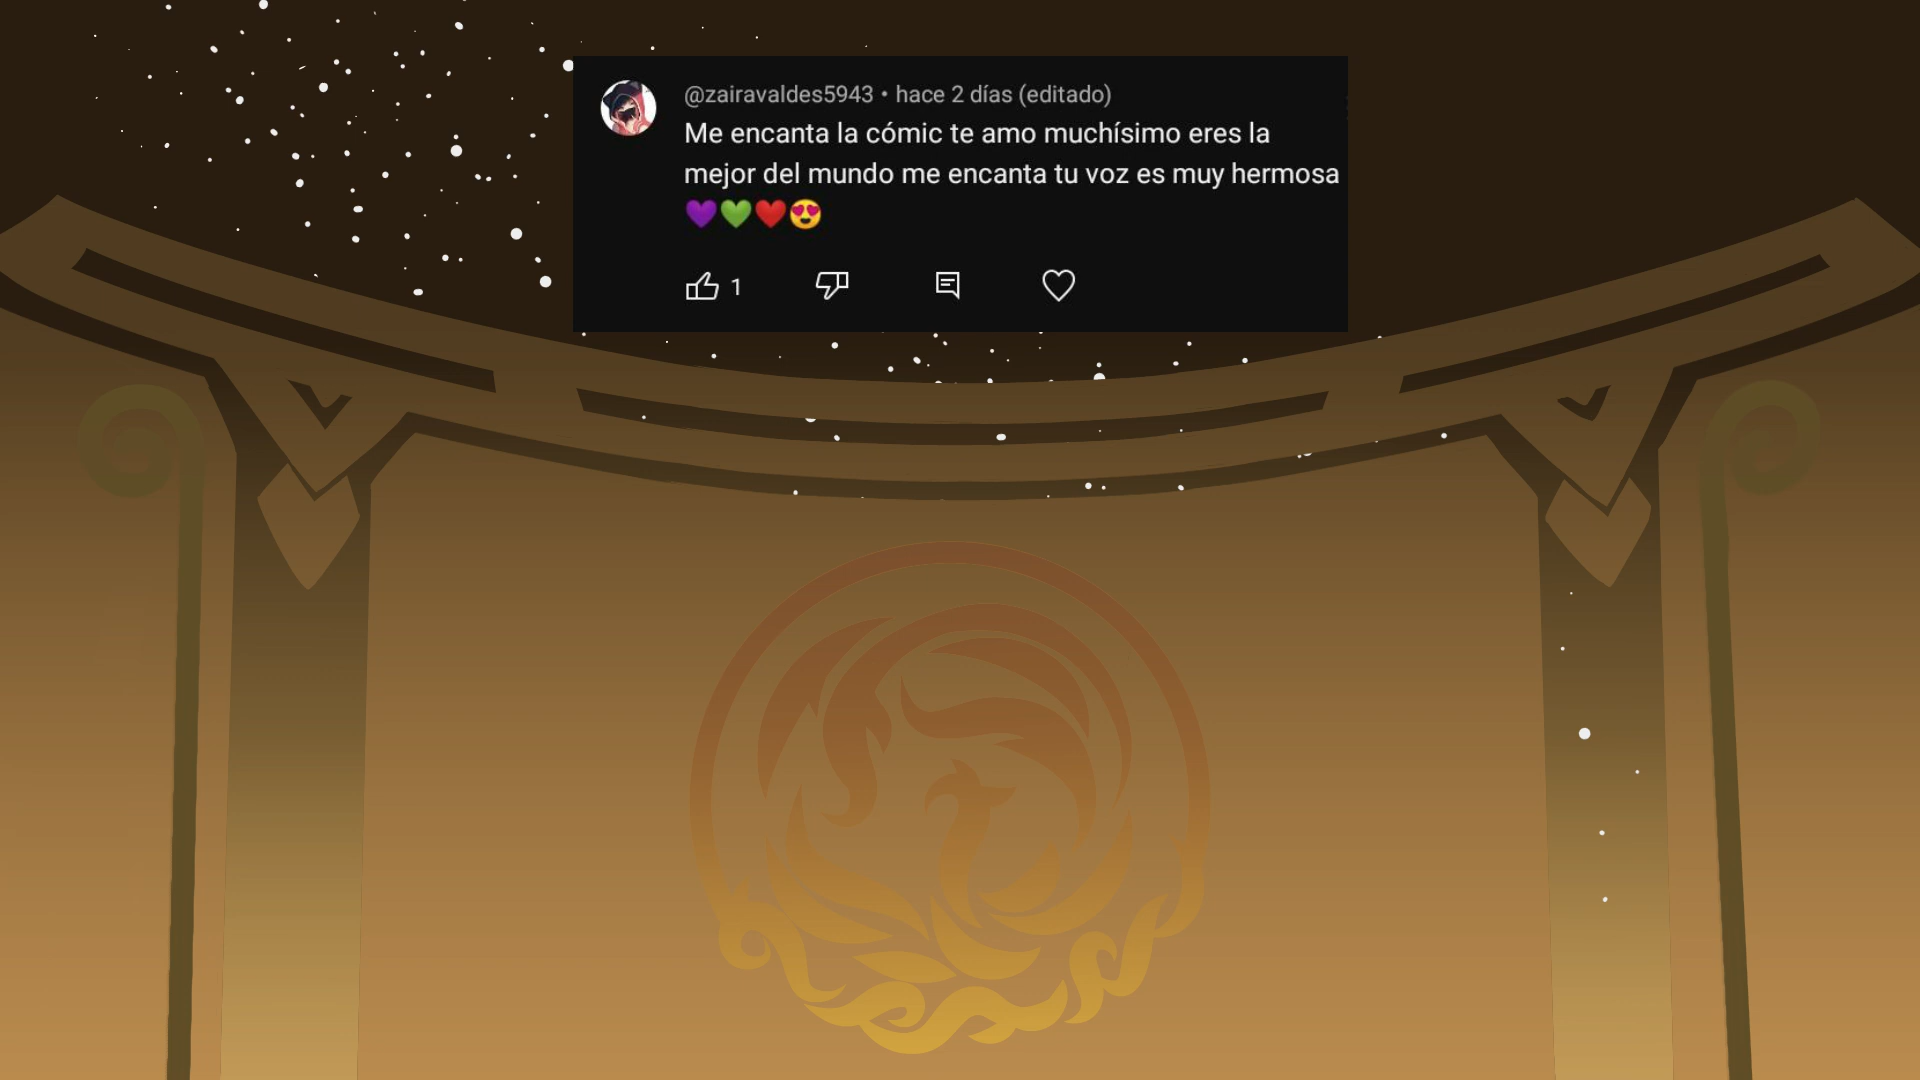 @zairavaldes5943 • hace 2 días (editado)
Me encanta la cómic te amo muchísimo eres la
mejor del mundo me encanta tu voz es muy hermosa
💜💚❤️😍
1